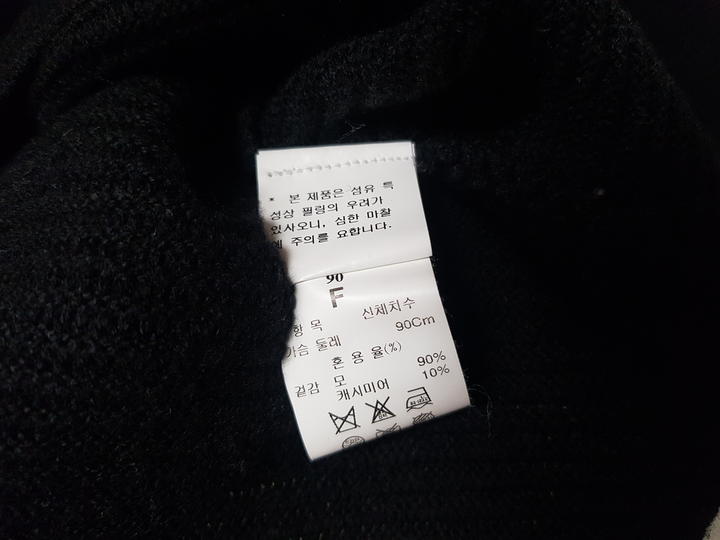 * 본 제품은 섬유 특
성상 필링의 우려가
있사오니, 심한 마찰
에 주의를 요합니다.
90
F
항 목 신체치수
가슴 둘레 90Cm
혼 용 율(%)
겉감 모 90%
캐시미어 10%